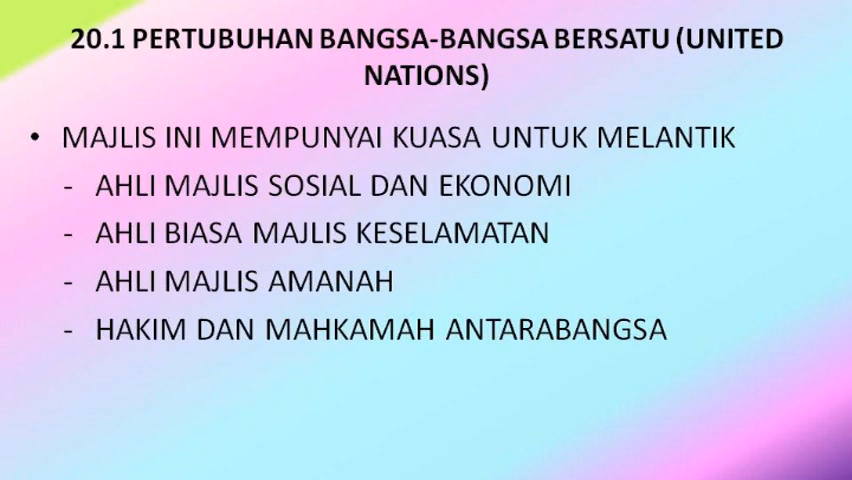 20.1 PERTUBUHAN BANGSA-BANGSA BERSATU (UNITED
NATIONS)
• MAJLIS INI MEMPUNYAI KUASA UNTUK MELANTIK
- AHLI MAJLIS SOSIAL DAN EKONOMI
- AHLI BIASA MAJLIS KESELAMATAN
- AHLI MAJLIS AMANAH
- HAKIM DAN MAHKAMAH ANTARABANGSA